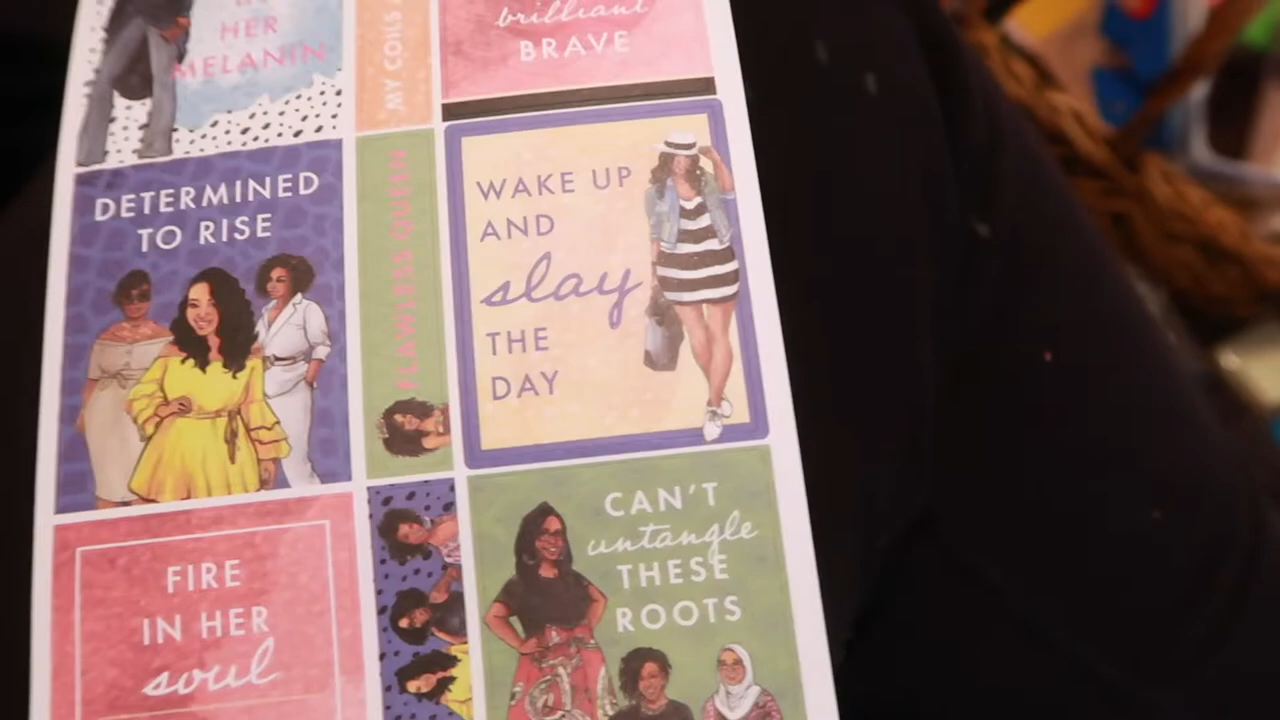 HER
MELANIN
MY COILS
brilliant
BRAVE
DETERMINED
TO RISE
FLAWLESS QUEEN
WAKE UP
AND
slay
THE
DAY
FIRE
IN HER
soul
CAN'T
untangle
THESE
ROOTS